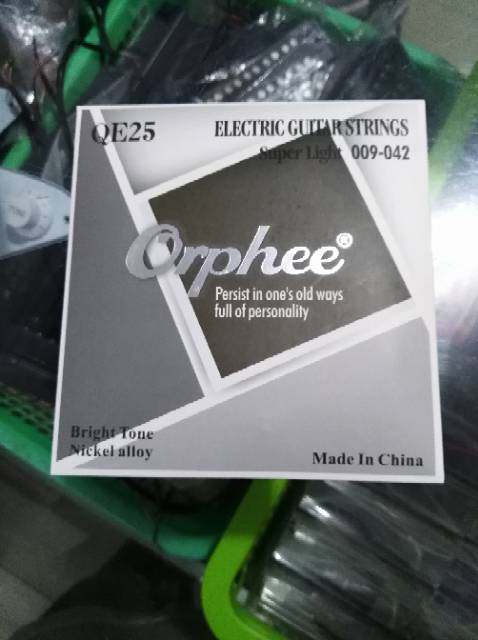 QE25
ELECTRIC GUITAR STRINGS
Super Light 009-042
Orphee®
Persist in one's old ways
full of personality
Bright Tone
Nickel alloy
Made In China